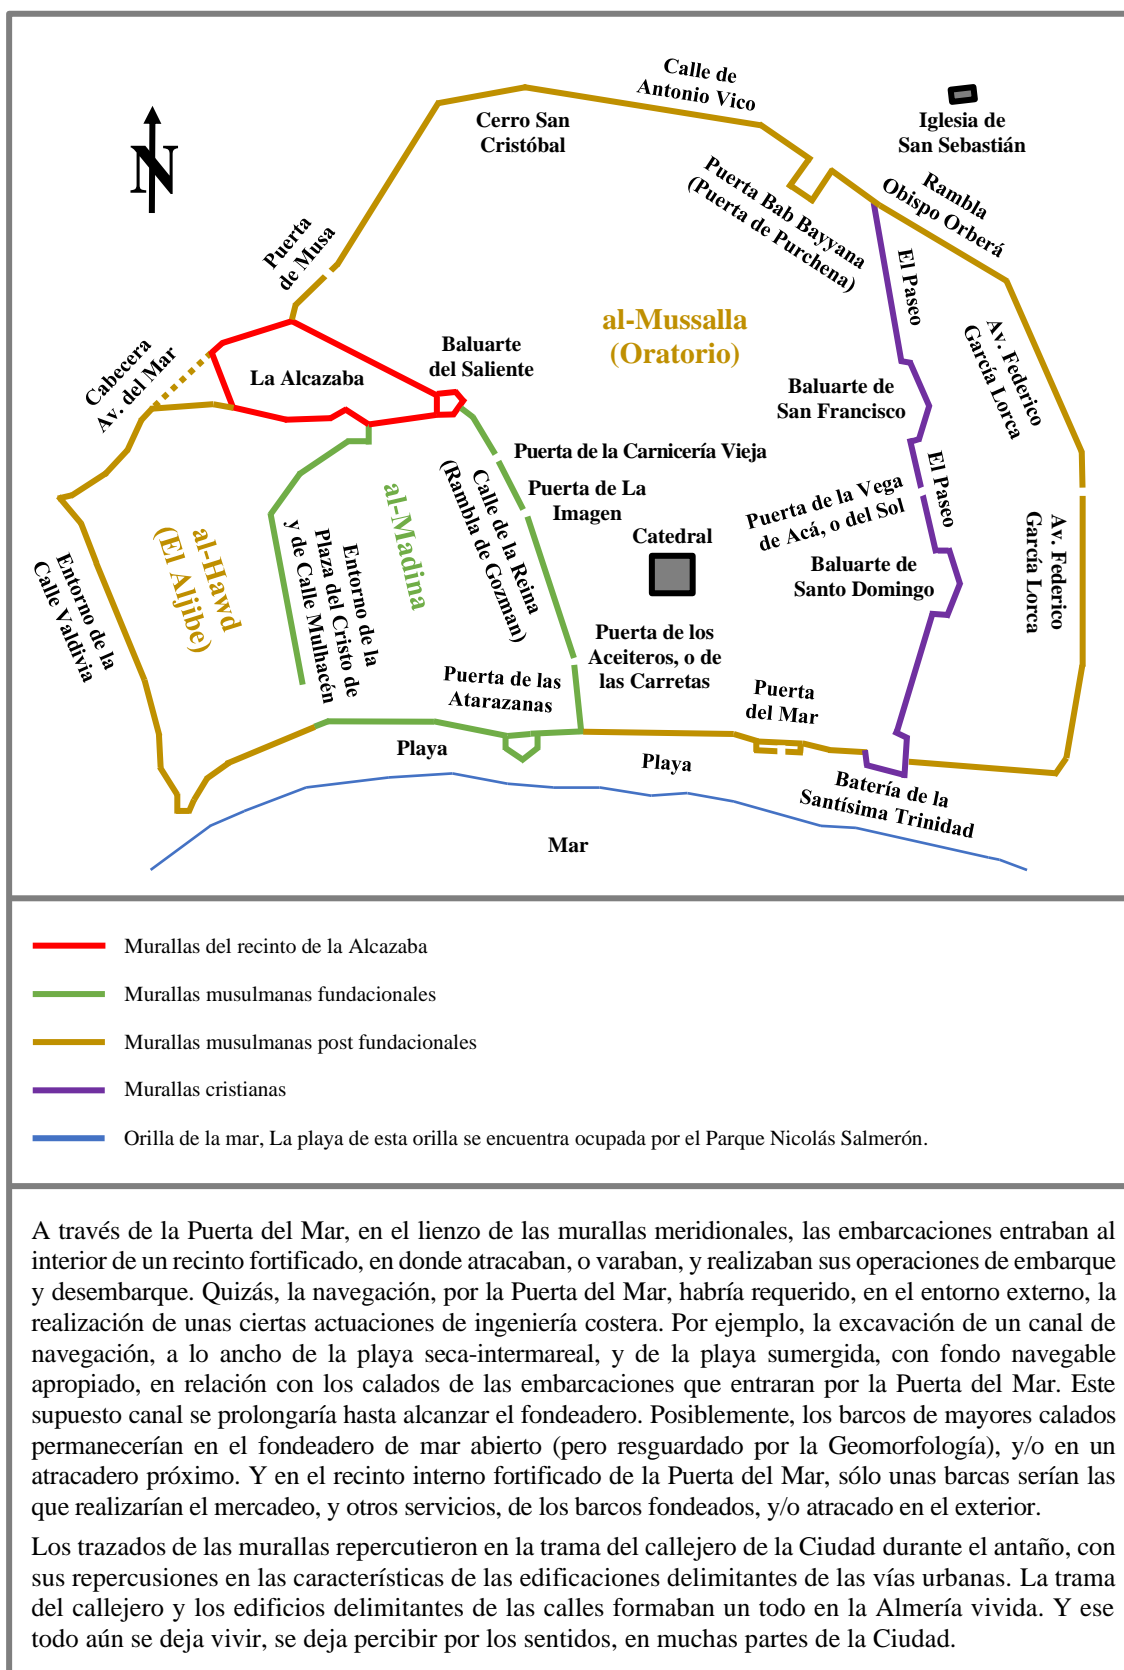 Calle de
Antonio Vico
Iglesia de
San Sebastián
Cerro San
Cristóbal
N
Puerta Bab Bayyana
(Puerta de Purchena)
Rambla
Obispo Orberá
Puerta
de Musa
El Paseo
al-Mussalla
(Oratorio)
Av. Federico
García Lorca
Cabecera
Av. del Mar
La Alcazaba
Baluarte
del Saliente
Baluarte de
San Francisco
Puerta de la Carnicería Vieja
Calle de la Reina
(Rambla de Gozman)
Puerta de La
Imagen
El Paseo
Puerta de la Vega
de Acá, o del Sol
al-Madina
al-Hawd
(El Aljibe)
Entorno de la
Plaza del Cristo de
y de Calle Mulhacén
Catedral
Baluarte de
Santo Domingo
Av. Federico
García Lorca
Entorno de la
Calle Valdivia
Puerta de los
Aceiteros, o de
las Carretas
Puerta de las
Atarazanas
Puerta
del Mar
Playa
Playa
Batería de la
Santísima Trinidad
Mar
Murallas del recinto de la Alcazaba
Murallas musulmanas fundacionales
Murallas musulmanas post fundacionales
Murallas cristianas
Orilla de la mar, La playa de esta orilla se encuentra ocupada por el Parque Nicolás Salmerón.
A través de la Puerta del Mar, en el lienzo de las murallas meridionales, las embarcaciones entraban al
interior de un recinto fortificado, en donde atracaban, o varaban, y realizaban sus operaciones de embarque
y desembarque. Quizás, la navegación, por la Puerta del Mar, habría requerido, en el entorno externo, la
realización de unas ciertas actuaciones de ingeniería costera. Por ejemplo, la excavación de un canal de
navegación, a lo ancho de la playa seca-intermareal, y de la playa sumergida, con fondo navegable
apropiado, en relación con los calados de las embarcaciones que entraran por la Puerta del Mar. Este
supuesto canal se prolongaría hasta alcanzar el fondeadero. Posiblemente, los barcos de mayores calados
permanecerían en el fondeadero de mar abierto (pero resguardado por la Geomorfología), y/o en un
atracadero próximo. Y en el recinto interno fortificado de la Puerta del Mar, sólo unas barcas serían las
que realizarían el mercadeo, y otros servicios, de los barcos fondeados, y/o atracado en el exterior.
Los trazados de las murallas repercutieron en la trama del callejero de la Ciudad durante el antaño, con
sus repercusiones en las características de las edificaciones delimitantes de las vías urbanas. La trama
del callejero y los edificios delimitantes de las calles formaban un todo en la Almería vivida. Y ese
todo aún se deja vivir, se deja percibir por los sentidos, en muchas partes de la Ciudad.